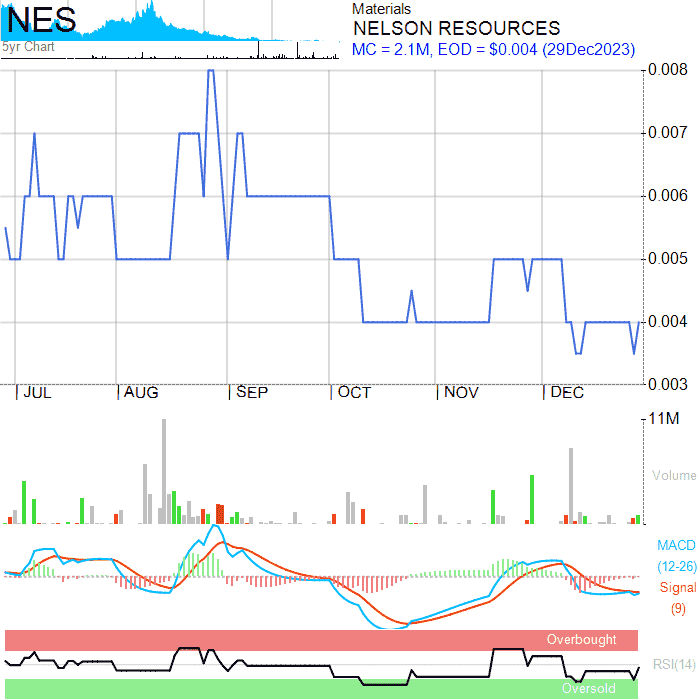 NES
5yr Chart
Materials
NELSON RESOURCES
MC = 2.1M, EOD = $0.004 (29Dec2023)
0.008
0.007
0.006
0.005
0.004
0.003
JUL AUG SEP OCT NOV DEC
11M
Volume
MACD
(12-26)
Signal
(9)
Overbought
RSI(14)
Oversold